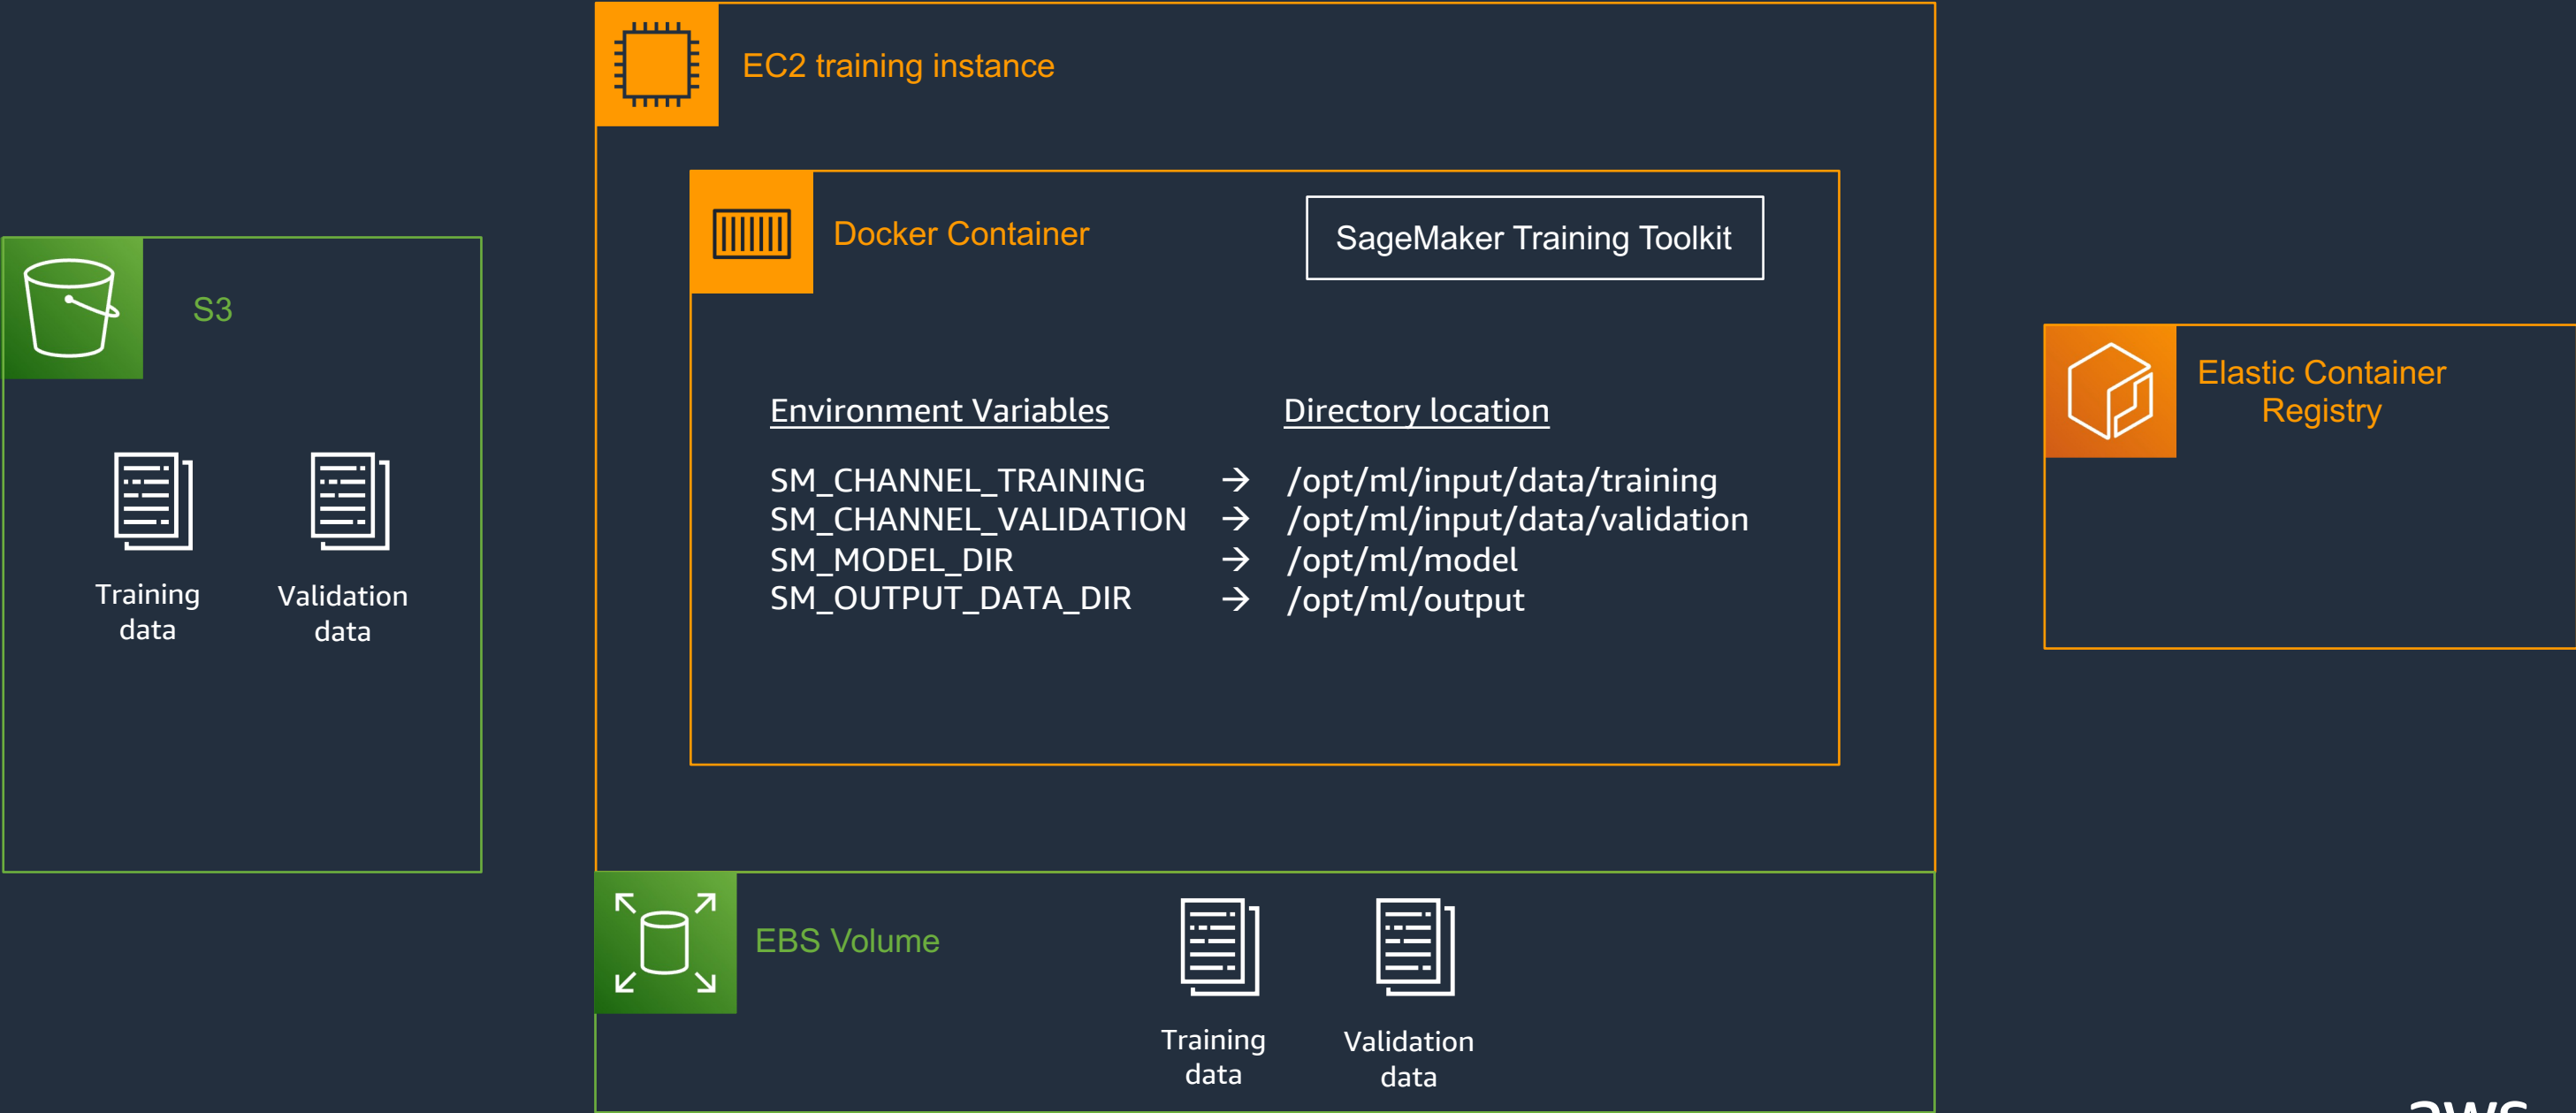 EC2 training instance
Docker Container
SageMaker Training Toolkit
S3
Training
data
Validation
data
Environment Variables Directory location
SM_CHANNEL_TRAINING → /opt/ml/input/data/training
SM_CHANNEL_VALIDATION → /opt/ml/input/data/validation
SM_MODEL_DIR → /opt/ml/model
SM_OUTPUT_DATA_DIR → /opt/ml/output
Elastic Container
Registry
EBS Volume
Training
data
Validation
data
aws